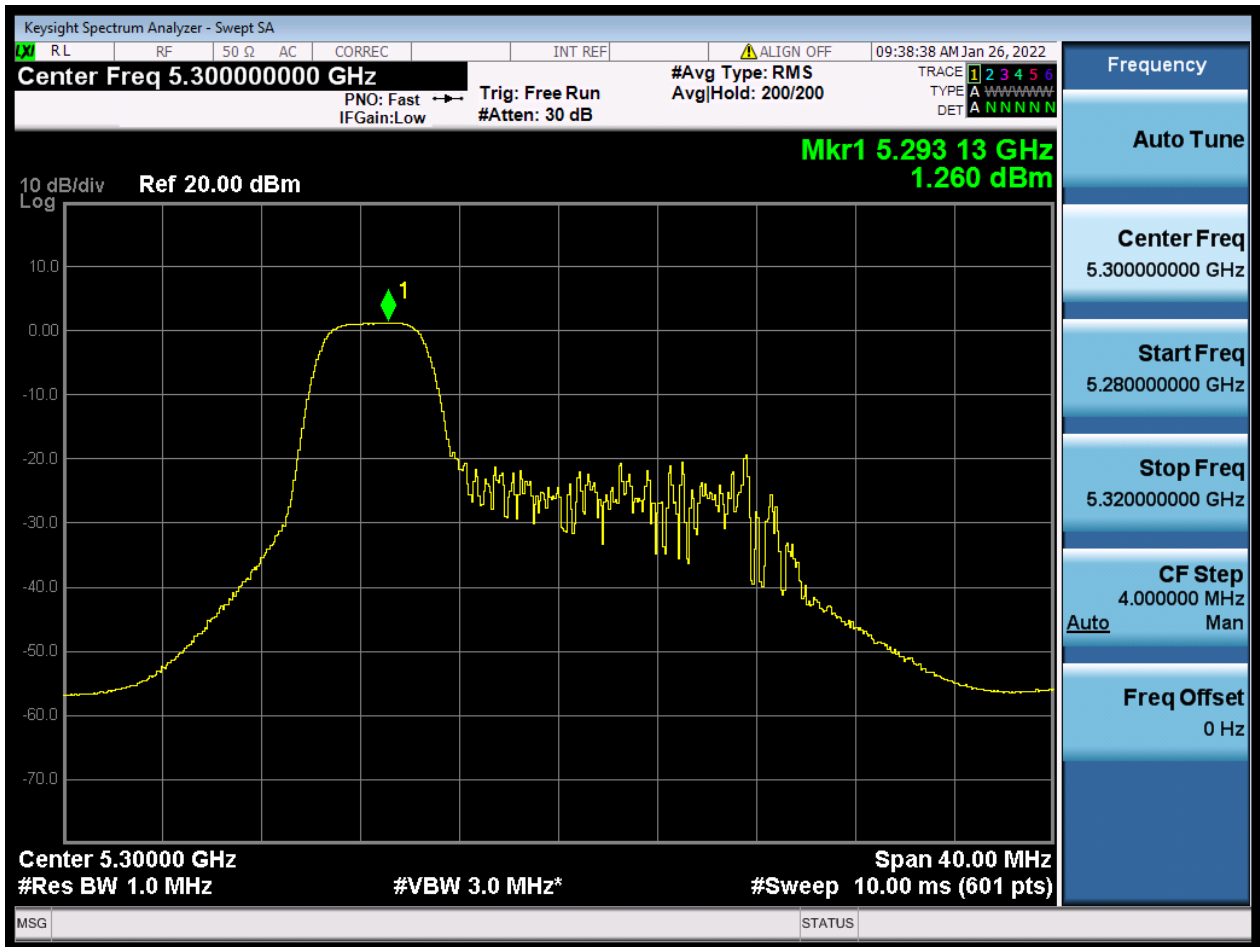 Keysight Spectrum Analyzer - Swept SA
LXI RL RF 50 Ω AC CORREC INT REF ALIGN OFF 09:38:38 AM Jan 26, 2022
Center Freq 5.300000000 GHz
PNO: Fast
IFGain:Low
Trig: Free Run
#Atten: 30 dB
#Avg Type: RMS
Avg|Hold: 200/200
TRACE 1 2 3 4 5 6
TYPE A WWWWW
DET A N N N N N
Mkr1 5.293 13 GHz
1.260 dBm
10 dB/div Ref 20.00 dBm
Log
10.0
0.00
-10.0
-20.0
-30.0
-40.0
-50.0
-60.0
-70.0
1
Center 5.30000 GHz Span 40.00 MHz
#Res BW 1.0 MHz #VBW 3.0 MHz* #Sweep 10.00 ms (601 pts)
MSG STATUS
Frequency
Auto Tune
Center Freq
5.300000000 GHz
Start Freq
5.280000000 GHz
Stop Freq
5.320000000 GHz
CF Step
4.000000 MHz
Auto Man
Freq Offset
0 Hz